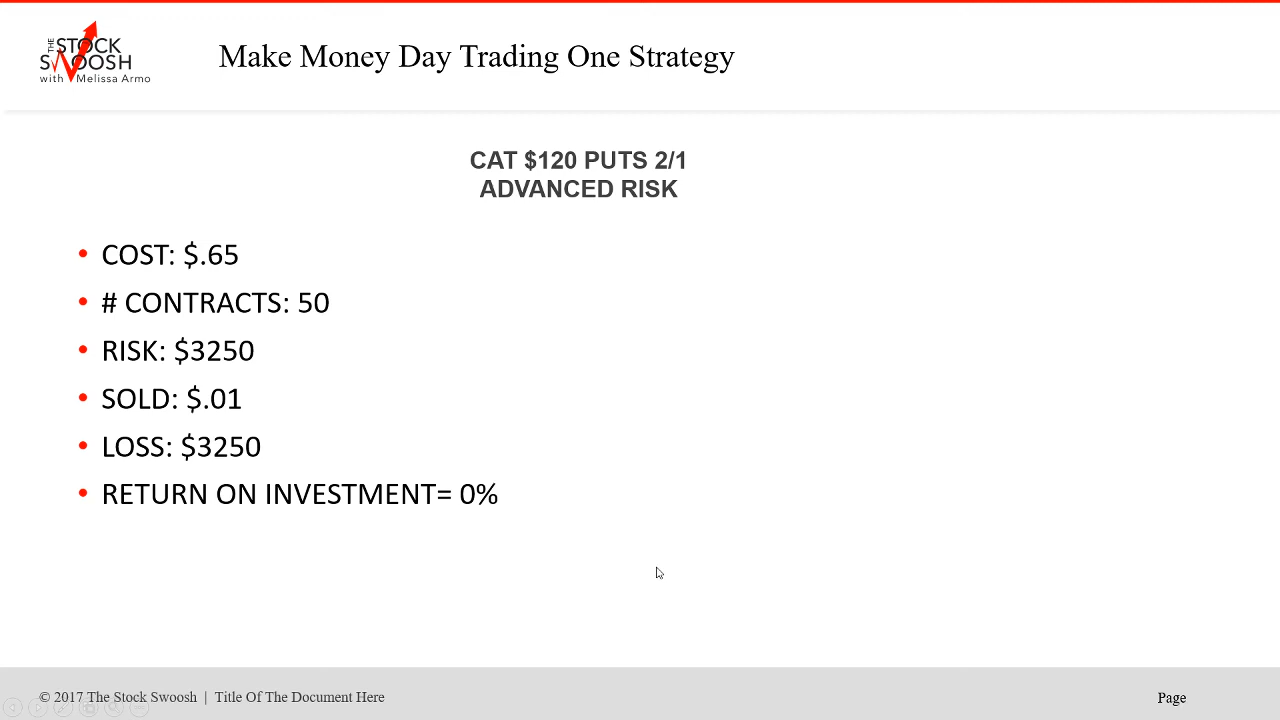 THE
STOCK
SWOOSH
with Melissa Armo
Make Money Day Trading One Strategy
CAT $120 PUTS 2/1
ADVANCED RISK
• COST: $.65
• # CONTRACTS: 50
• RISK: $3250
• SOLD: $.01
• LOSS: $3250
• RETURN ON INVESTMENT= 0%
© 2017 The Stock Swoosh | Title Of The Document Here
Page